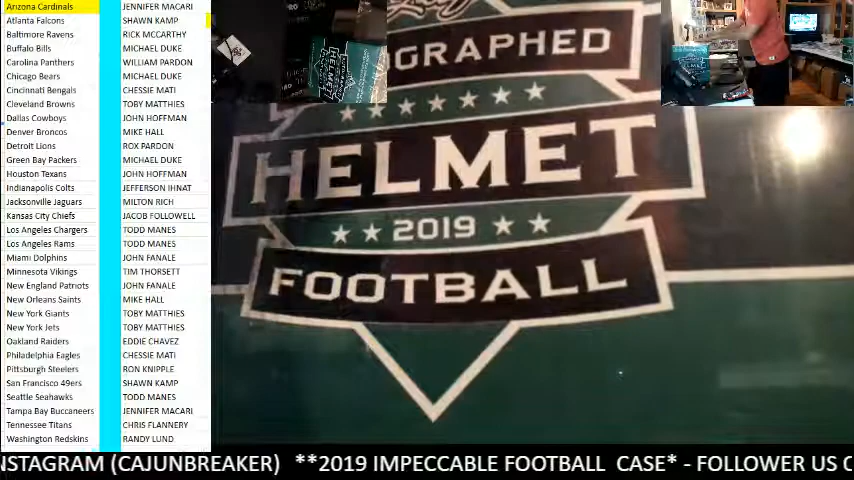 Arizona Cardinals JENNIFER MACARI
Atlanta Falcons SHAWN KAMP
Baltimore Ravens RICK MCCARTHY
Buffalo Bills MICHAEL DUKE
Carolina Panthers WILLIAM PARDON
Chicago Bears MICHAEL DUKE
Cincinnati Bengals CHESSIE MATI
Cleveland Browns TOBY MATTHIES
Dallas Cowboys JOHN HOFFMAN
Denver Broncos MIKE HALL
Detroit Lions ROX PARDON
Green Bay Packers MICHAEL DUKE
Houston Texans JOHN HOFFMAN
Indianapolis Colts JEFFERSON IHNAT
Jacksonville Jaguars MILTON RICH
Kansas City Chiefs JACOB FOLLOWELL
Los Angeles Chargers TODD MANES
Los Angeles Rams TODD MANES
Miami Dolphins JOHN FANALE
Minnesota Vikings TIM THORSETT
New England Patriots JOHN FANALE
New Orleans Saints MIKE HALL
New York Giants TOBY MATTHIES
New York Jets TOBY MATTHIES
Oakland Raiders EDDIE CHAVEZ
Philadelphia Eagles CHESSIE MATI
Pittsburgh Steelers RON KNIPPLE
San Francisco 49ers SHAWN KAMP
Seattle Seahawks TODD MANES
Tampa Bay Buccaneers JENNIFER MACARI
Tennessee Titans CHRIS FLANNERY
Washington Redskins RANDY LUND
OGRAPHED
HELMET
2019
FOOTBALL
HELMET
NSTAGRAM (CAJUNBREAKER) **2019 IMPECCABLE FOOTBALL CASE* - FOLLOWER US O